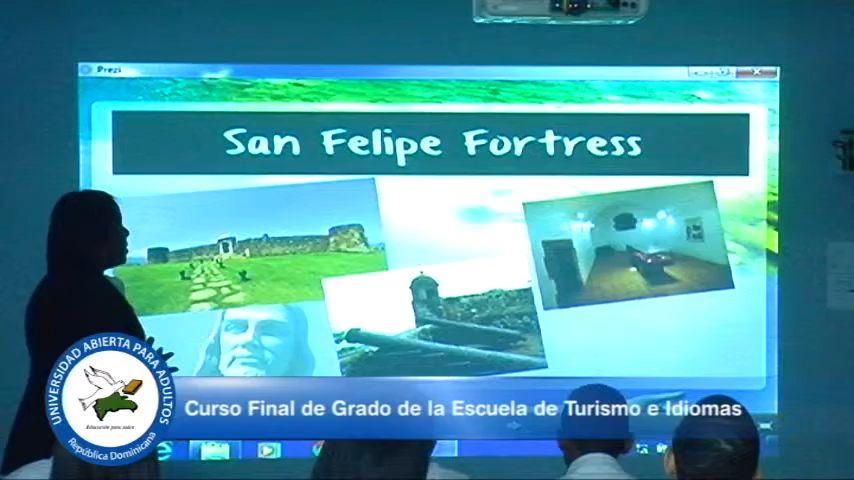 Prezi
San Felipe Fortress
Curso Final de Grado de la Escuela de Turismo e Idiomas
UNIVERSIDAD ABIERTA PARA ADULTOS
Educación para todos
República Dominicana